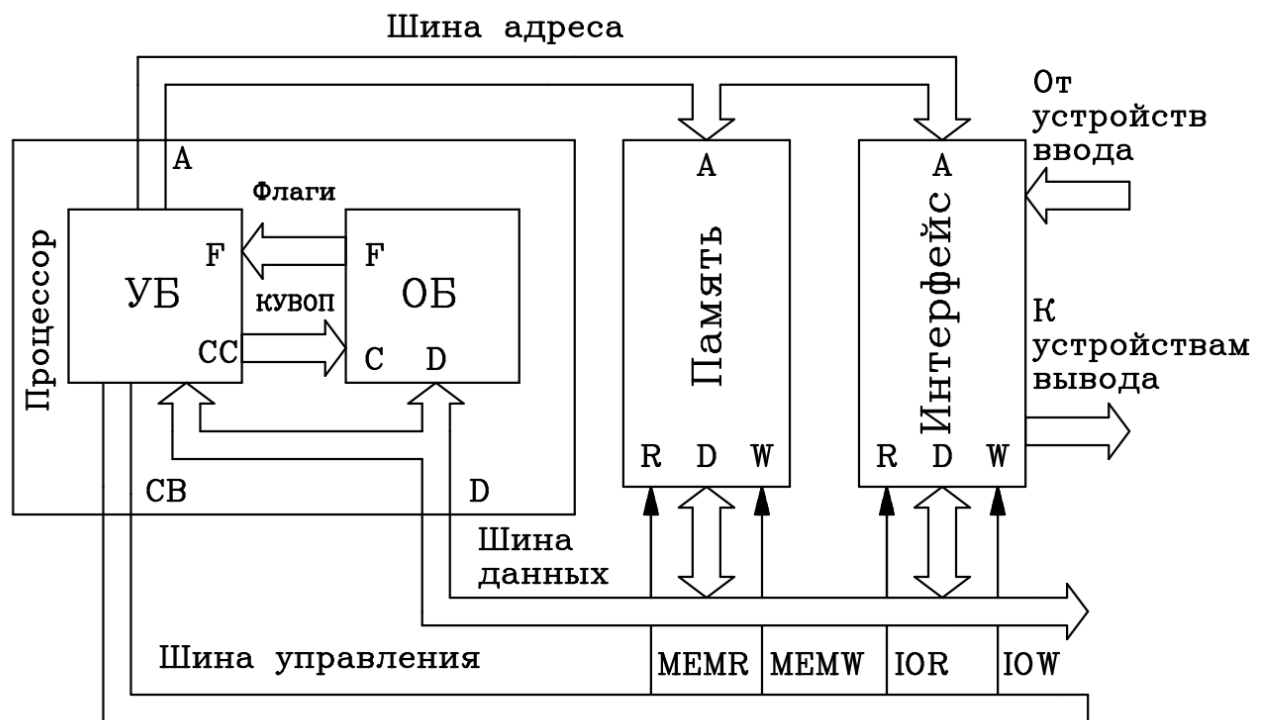 Шина адреса
От
устройств
ввода
A
A
A
Флаги
Процессор
F
F
УБ
ОБ
КУВОП
CC
C
D
Память
Интерфейс
К
устройствам
вывода
R
D
W
R
D
W
CB
D
Шина
данных
Шина управления
MEMR
MEMW
IOR
IOW